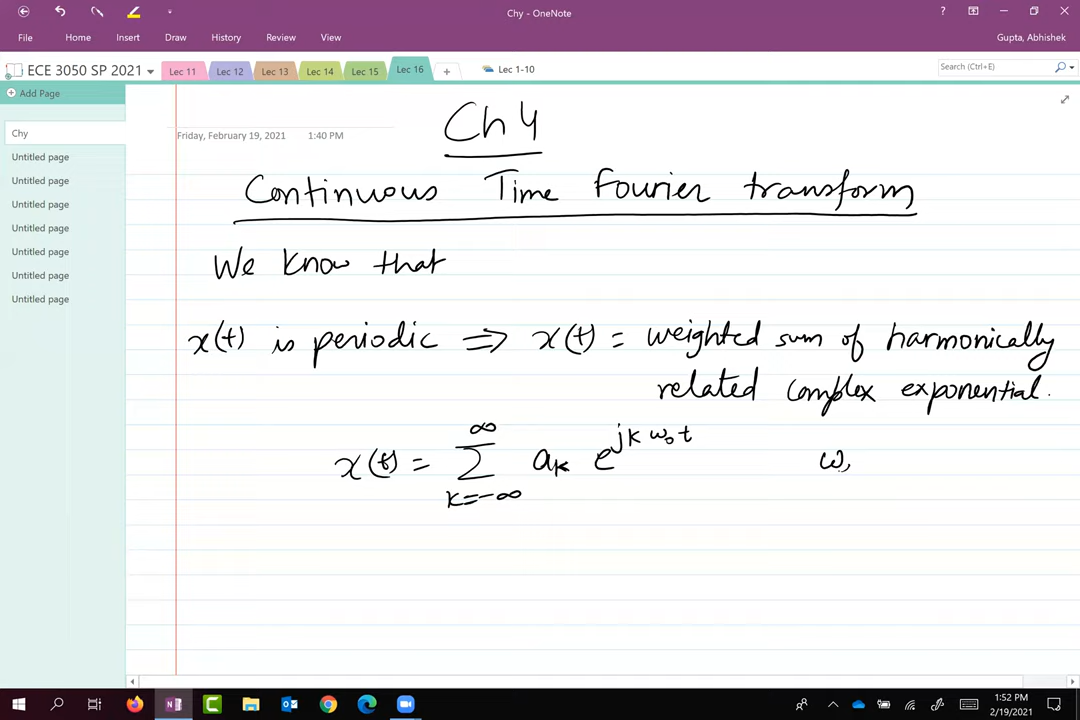 Chy - OneNote
?
Gupta, Abhishek
File Home Insert Draw History Review View
ECE 3050 SP 2021 Lec 11 Lec 12 Lec 13 Lec 14 Lec 15 Lec 16 + Lec 1-10 Search (Ctrl+E)
Add Page
Chy
Untitled page
Untitled page
Untitled page
Untitled page
Untitled page
Untitled page
Untitled page
Friday, February 19, 2021 1:40 PM
Ch 4
Continuous Time Fourier transform
We know that
x(t) is periodic ⇒ x(t) = weighted sum of harmonically
related complex exponential.
x(t) = ∑_{k=-∞}^{∞} a_k e^{jkω₀t} ω
1:52 PM
2/19/2021